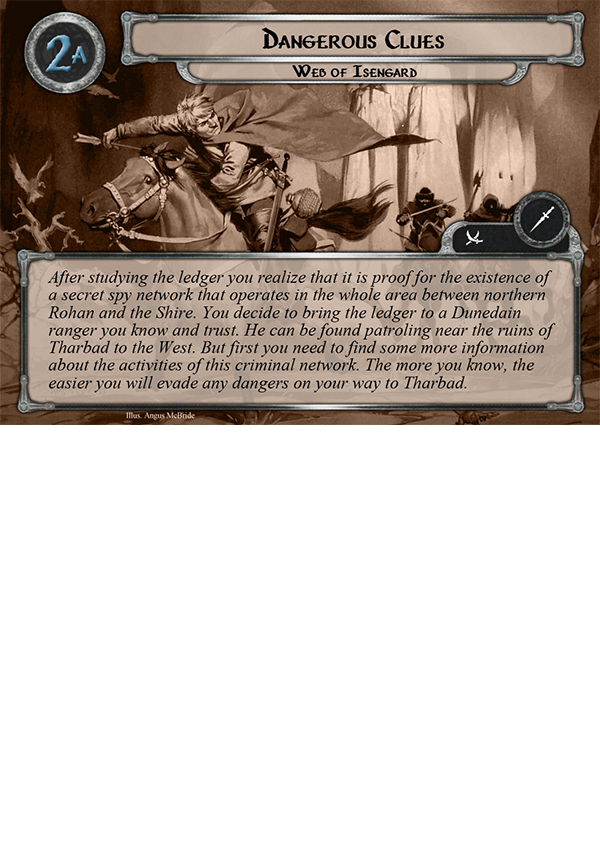 2A
Dangerous Clues
Web of Isengard
After studying the ledger you realize that it is proof for the existence of
a secret spy network that operates in the whole area between northern
Rohan and the Shire. You decide to bring the ledger to a Dunedain
ranger you know and trust. He can be found patroling near the ruins of
Tharbad to the West. But first you need to find some more information
about the activities of this criminal network. The more you know, the
easier you will evade any dangers on your way to Tharbad.
Illus. Angus McBride